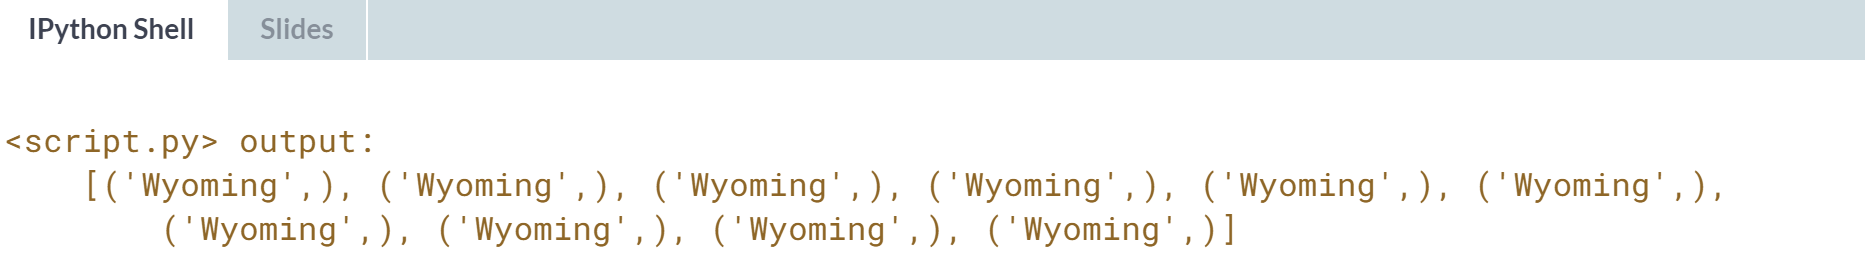 IPython Shell Slides
<script.py> output:
[('Wyoming',), ('Wyoming',), ('Wyoming',), ('Wyoming',), ('Wyoming',), ('Wyoming',),
('Wyoming',), ('Wyoming',), ('Wyoming',), ('Wyoming',)]